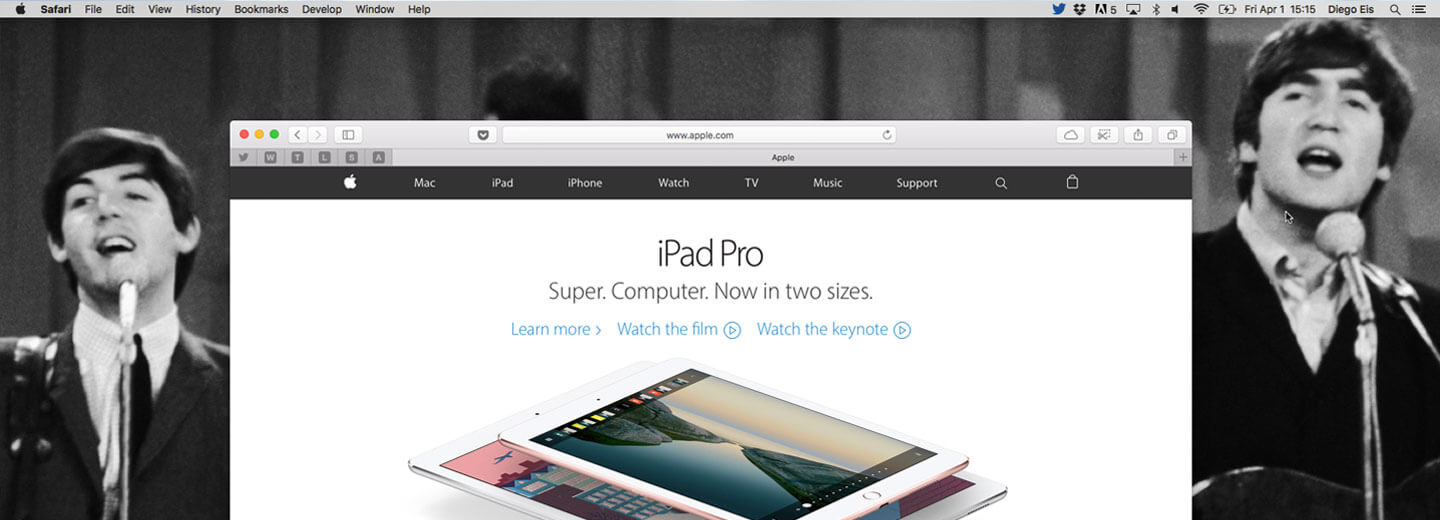 Safari File Edit View History Bookmarks Develop Window Help 5 Fri Apr 1 15:15 Diego Eis
www.apple.com
W T L S A Apple
Mac iPad iPhone Watch TV Music Support
iPad Pro
Super. Computer. Now in two sizes.
Learn more Watch the film Watch the keynote